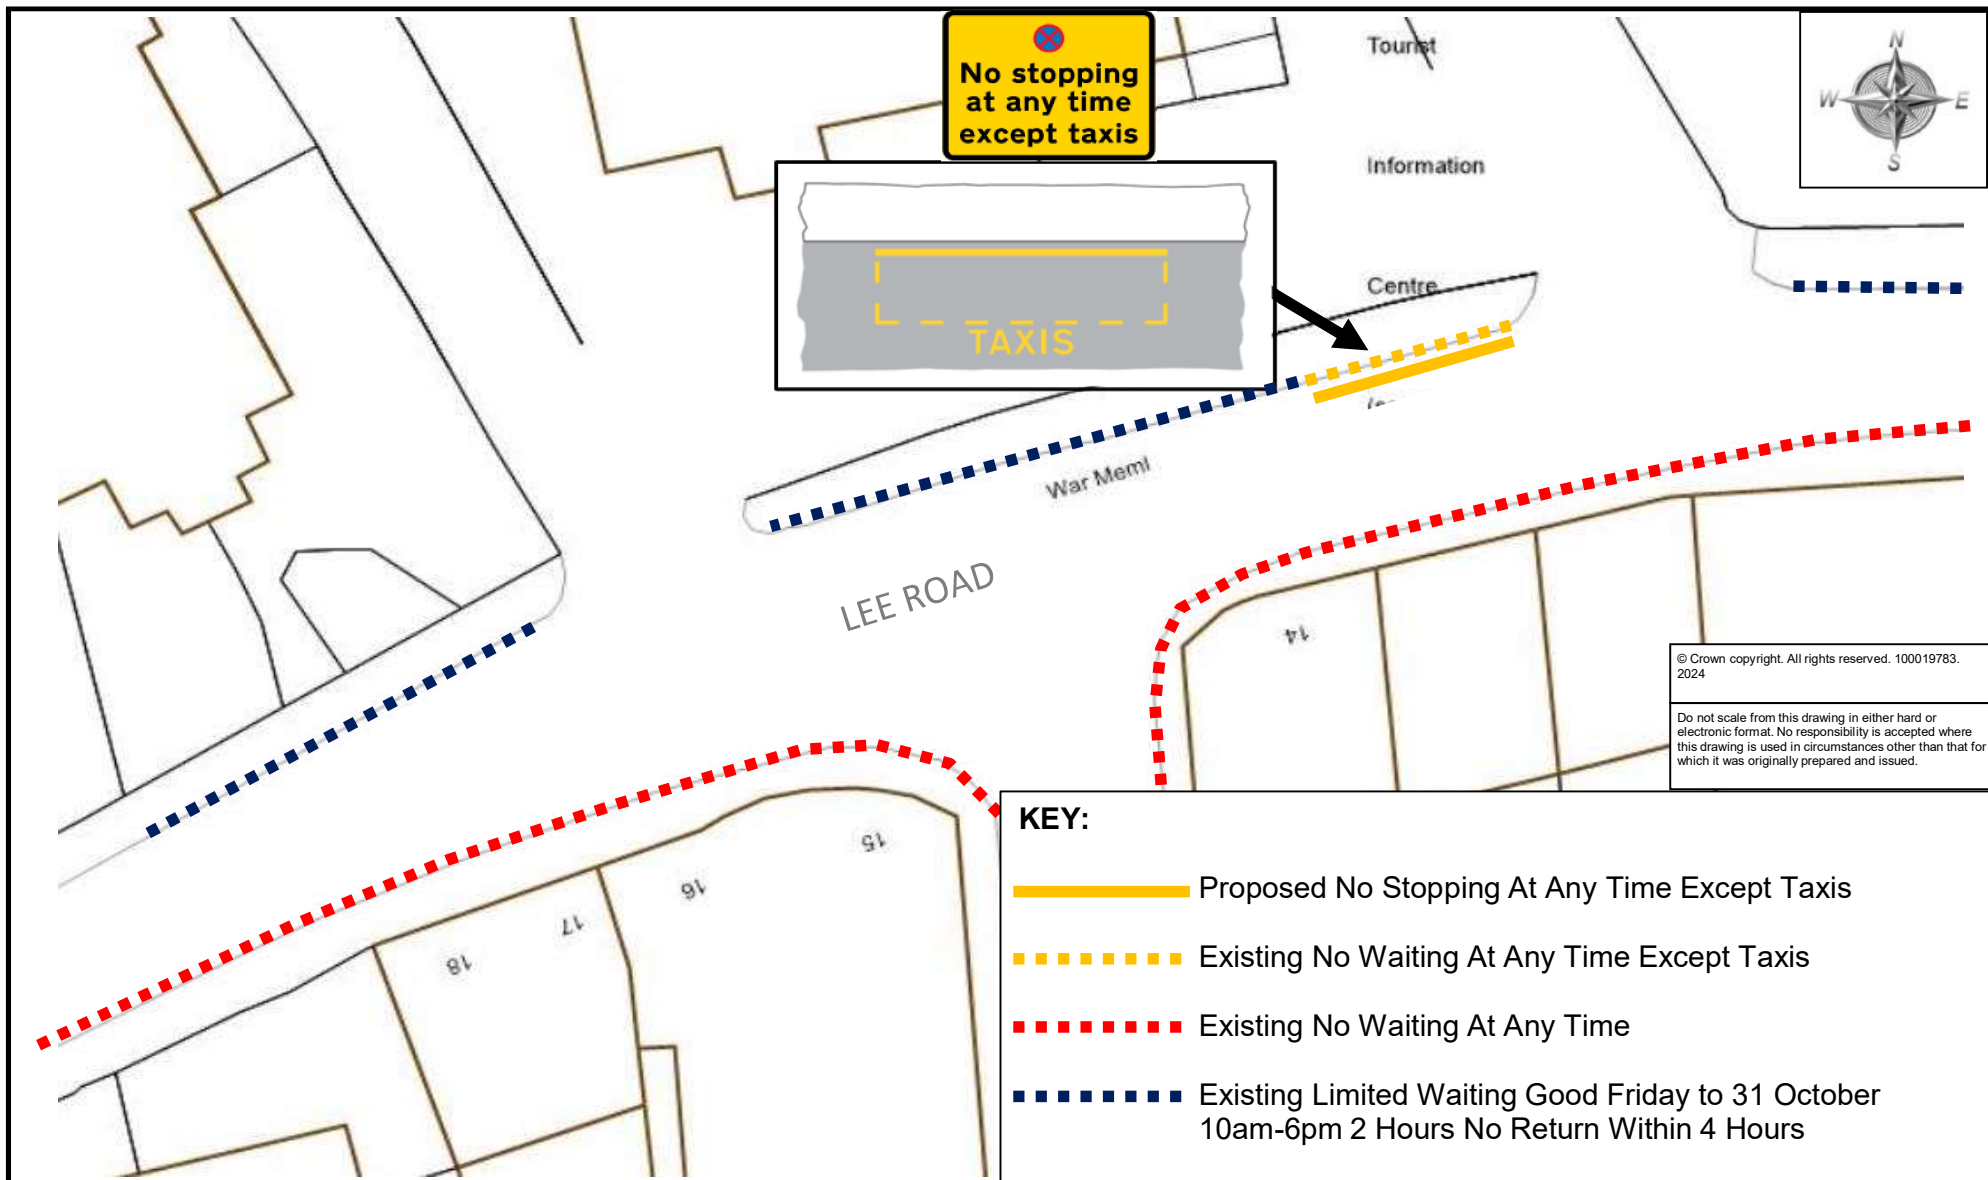 No stopping
at any time
except taxis
Tourist
Information
Centre
N
W
E
S
TAXIS
War Meml
LEE ROAD
14
15
16
17
18
© Crown copyright. All rights reserved. 100019783.
2024
Do not scale from this drawing in either hard or
electronic format. No responsibility is accepted where
this drawing is used in circumstances other than that for
which it was originally prepared and issued.
KEY:
Proposed No Stopping At Any Time Except Taxis
Existing No Waiting At Any Time Except Taxis
Existing No Waiting At Any Time
Existing Limited Waiting Good Friday to 31 October
10am-6pm 2 Hours No Return Within 4 Hours